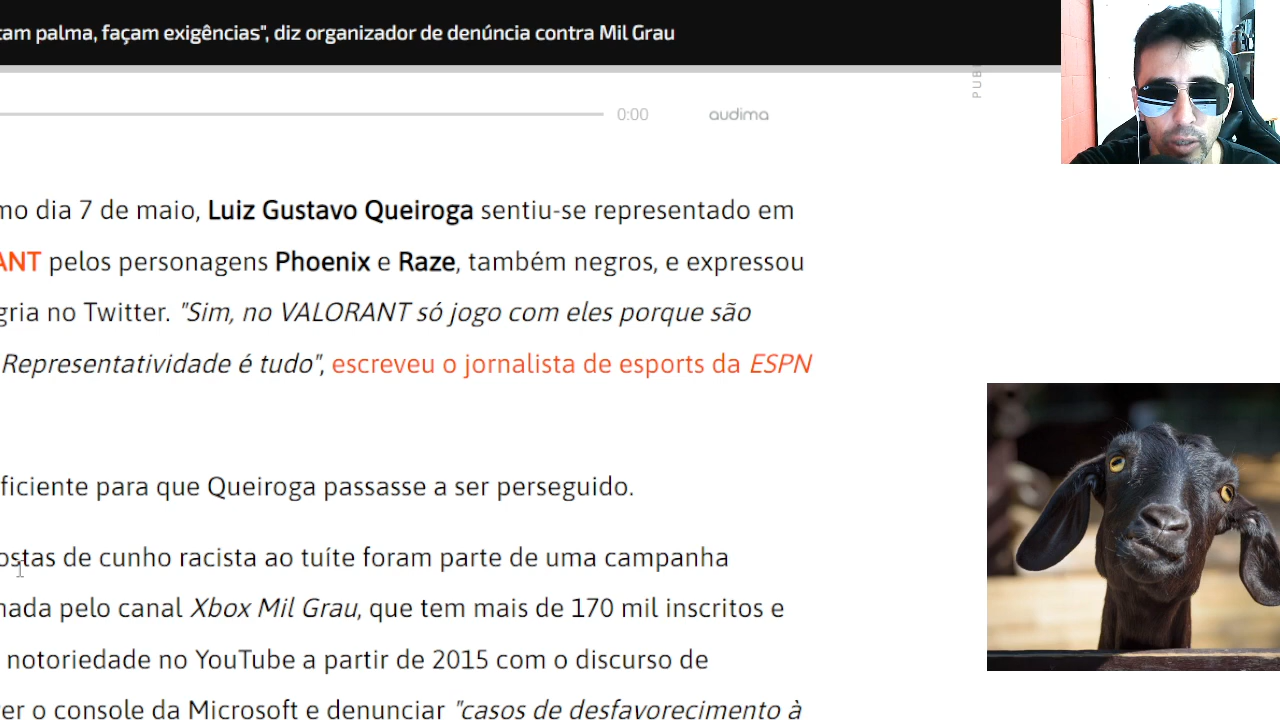 tam palma, façam exigências", diz organizador de denúncia contra Mil Grau
PUB
0:00 audima
mo dia 7 de maio, Luiz Gustavo Queiroga sentiu-se representado em
ANT pelos personagens Phoenix e Raze, também negros, e expressou
gria no Twitter. "Sim, no VALORANT só jogo com eles porque são
Representatividade é tudo", escreveu o jornalista de esports da ESPN
ficiente para que Queiroga passasse a ser perseguido.
ostas de cunho racista ao tuíte foram parte de uma campanha
nada pelo canal Xbox Mil Grau, que tem mais de 170 mil inscritos e
notoriedade no YouTube a partir de 2015 com o discurso de
er o console da Microsoft e denunciar "casos de desfavorecimento à